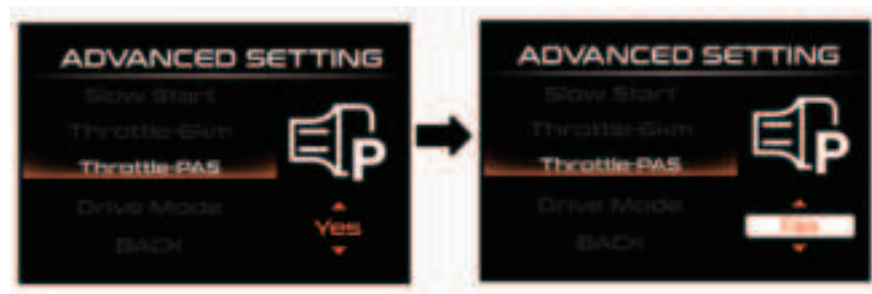 ADVANCED SETTING
Slow Start
Throttle-6km
Throttle-PAS
Drive Mode
BACK
P
Yes
ADVANCED SETTING
Slow Start
Throttle-6km
Throttle-PAS
Drive Mode
BACK
P